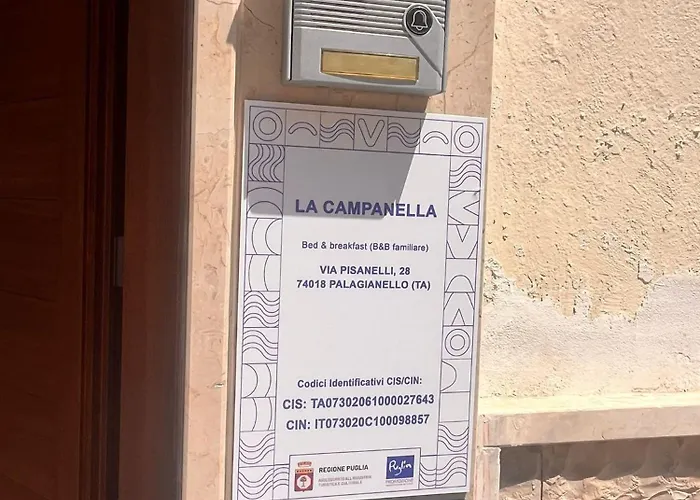 LA CAMPANELLA
Bed & breakfast (B&B familiare)
VIA PISANELLI, 28
74018 PALAGIANELLO (TA)
Codici Identificativi CIS/CIN:
CIS: TA07302061000027643
CIN: IT073020C100098857
REGIONE PUGLIA
Puglia